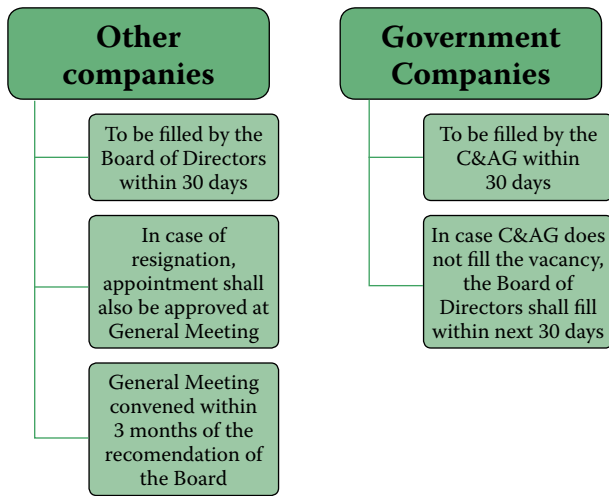 Other
companies
To be filled by the
Board of Directors
within 30 days
In case of
resignation,
appointment shall
also be approved at
General Meeting
General Meeting
convened within
3 months of the
recomendation of
the Board
Government
Companies
To be filled by the
C&AG within
30 days
In case C&AG does
not fill the vacancy,
the Board of
Directors shall fill
within next 30 days